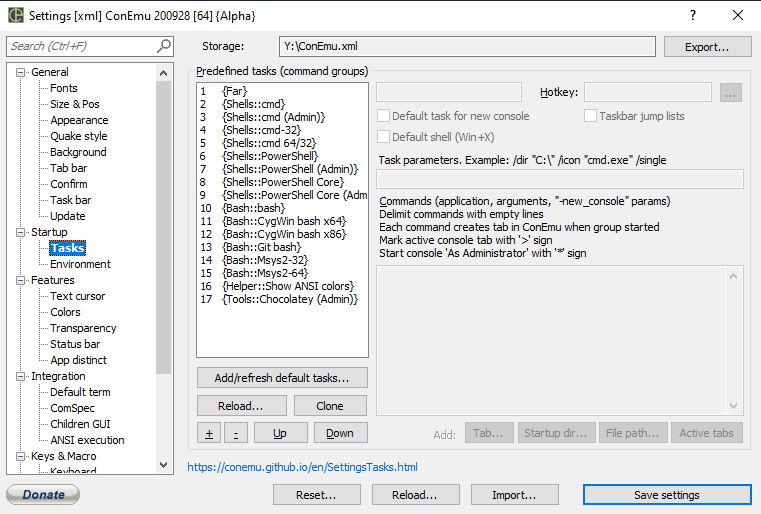 Settings [xml] ConEmu 200928 [64] {Alpha}
Search (Ctrl+F)
Storage:
Y:\ConEmu.xml
Export...
General
Fonts
Size & Pos
Appearance
Quake style
Background
Tab bar
Confirm
Task bar
Update
Startup
Tasks
Environment
Features
Text cursor
Colors
Transparency
Status bar
App distinct
Integration
Default term
ComSpec
Children GUI
ANSI execution
Keys & Macro
Keyboard
Predefined tasks (command groups)
1 {Far}
2 {Shells::cmd}
3 {Shells::cmd (Admin)}
4 {Shells::cmd-32}
5 {Shells::cmd 64/32}
6 {Shells::PowerShell}
7 {Shells::PowerShell (Admin)}
8 {Shells::PowerShell Core}
9 {Shells::PowerShell Core (Adm
10 {Bash::bash}
11 {Bash::CygWin bash x64}
12 {Bash::CygWin bash x86}
13 {Bash::Git bash}
14 {Bash::Msys2-32}
15 {Bash::Msys2-64}
16 {Helper::Show ANSI colors}
17 {Tools::Chocolatey (Admin)}
Add/refresh default tasks...
Reload...
Clone
+
-
Up
Down
Hotkey:
...
Default task for new console
Taskbar jump lists
Default shell (Win+X)
Task parameters. Example: /dir "C:\" /icon "cmd.exe" /single
Commands (application, arguments, "-new_console" params)
Delimit commands with empty lines
Each command creates tab in ConEmu when group started
Mark active console tab with '>' sign
Start console 'As Administrator' with '*' sign
Add:
Tab...
Startup dir...
File path...
Active tabs
https://conemu.github.io/en/SettingsTasks.html
Donate
Reset...
Reload...
Import...
Save settings